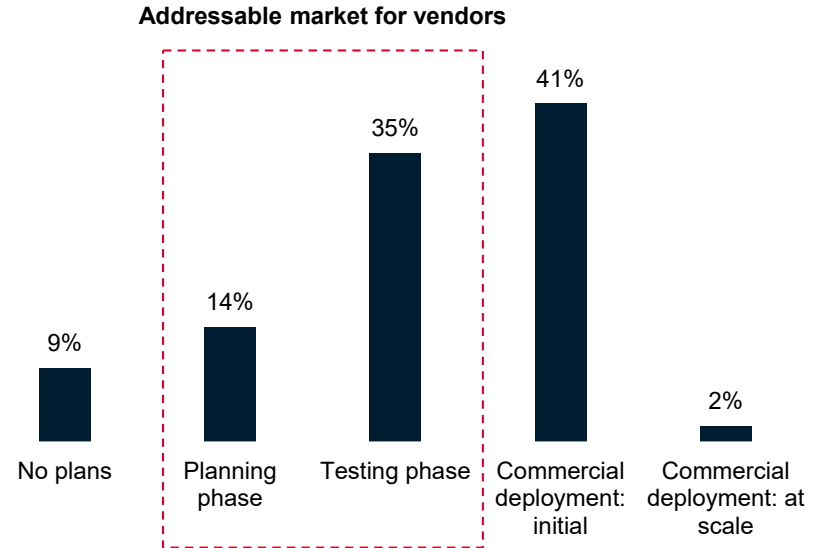 Addressable market for vendors
41%
35%
14%
9%
2%
No plans
Planning
phase
Testing phase
Commercial
deployment:
initial
Commercial
deployment: at
scale